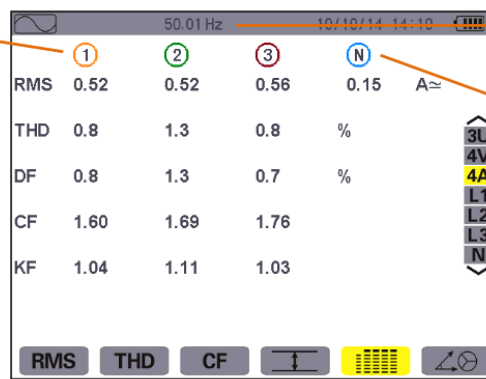 50.01 Hz 10/10/14 14:10
1 2 3 N
RMS 0.52 0.52 0.56 0.15 A≃
THD 0.8 1.3 0.8 %
3U
4V
DF 0.8 1.3 0.7 %
4A
L1
CF 1.60 1.69 1.76
L2
L3
N
KF 1.04 1.11 1.03
RMS THD CF